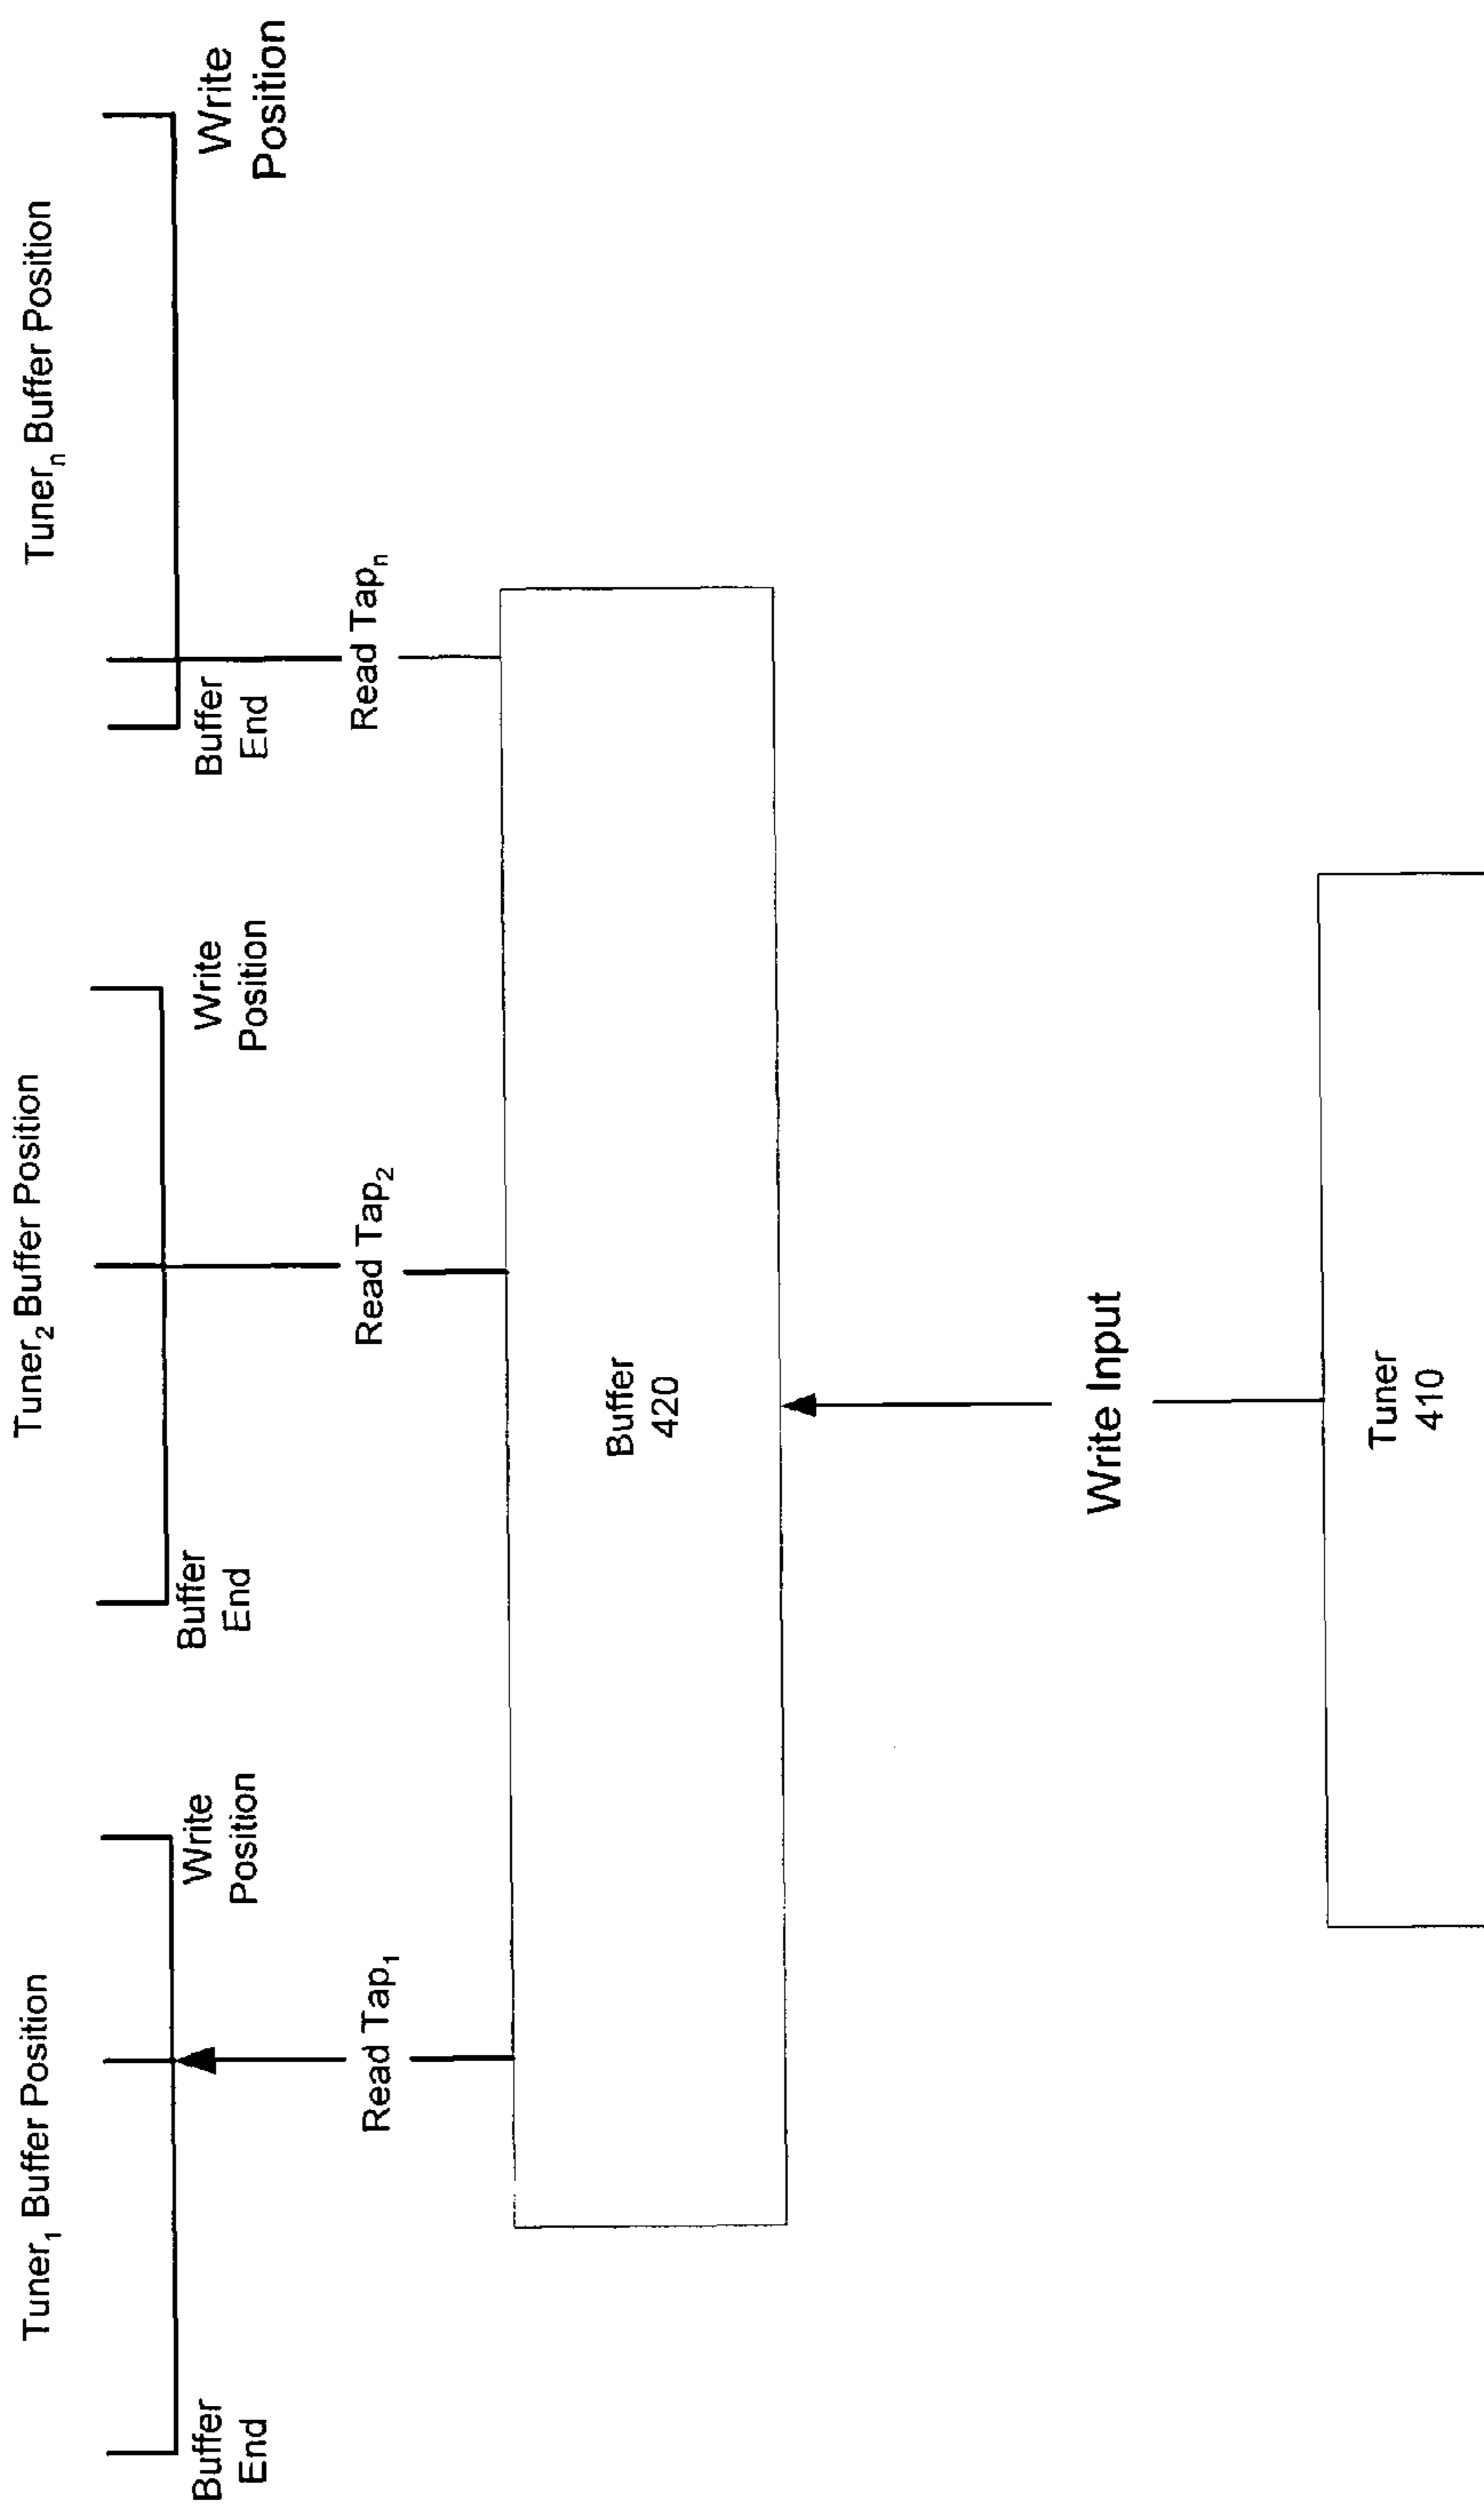 Tuner1 Buffer Position
Tuner2 Buffer Position
Tunern Buffer Position
Buffer
End
Write
Position
Buffer
End
Write
Position
Buffer
End
Write
Position
Read Tap1
Read Tap2
Read Tapn
Buffer
420
Write Input
Tuner
410